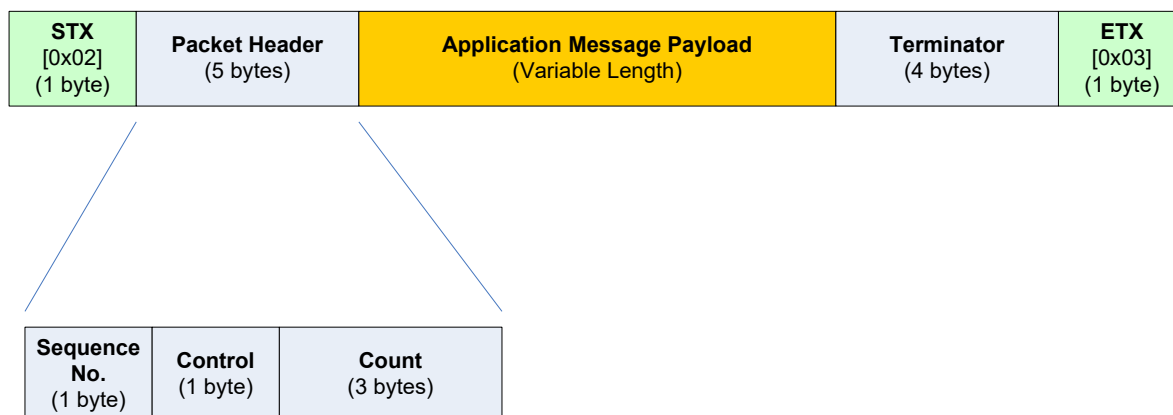 STX
[0x02]
(1 byte)
Packet Header
(5 bytes)
Application Message Payload
(Variable Length)
Terminator
(4 bytes)
ETX
[0x03]
(1 byte)
Sequence
No.
(1 byte)
Control
(1 byte)
Count
(3 bytes)